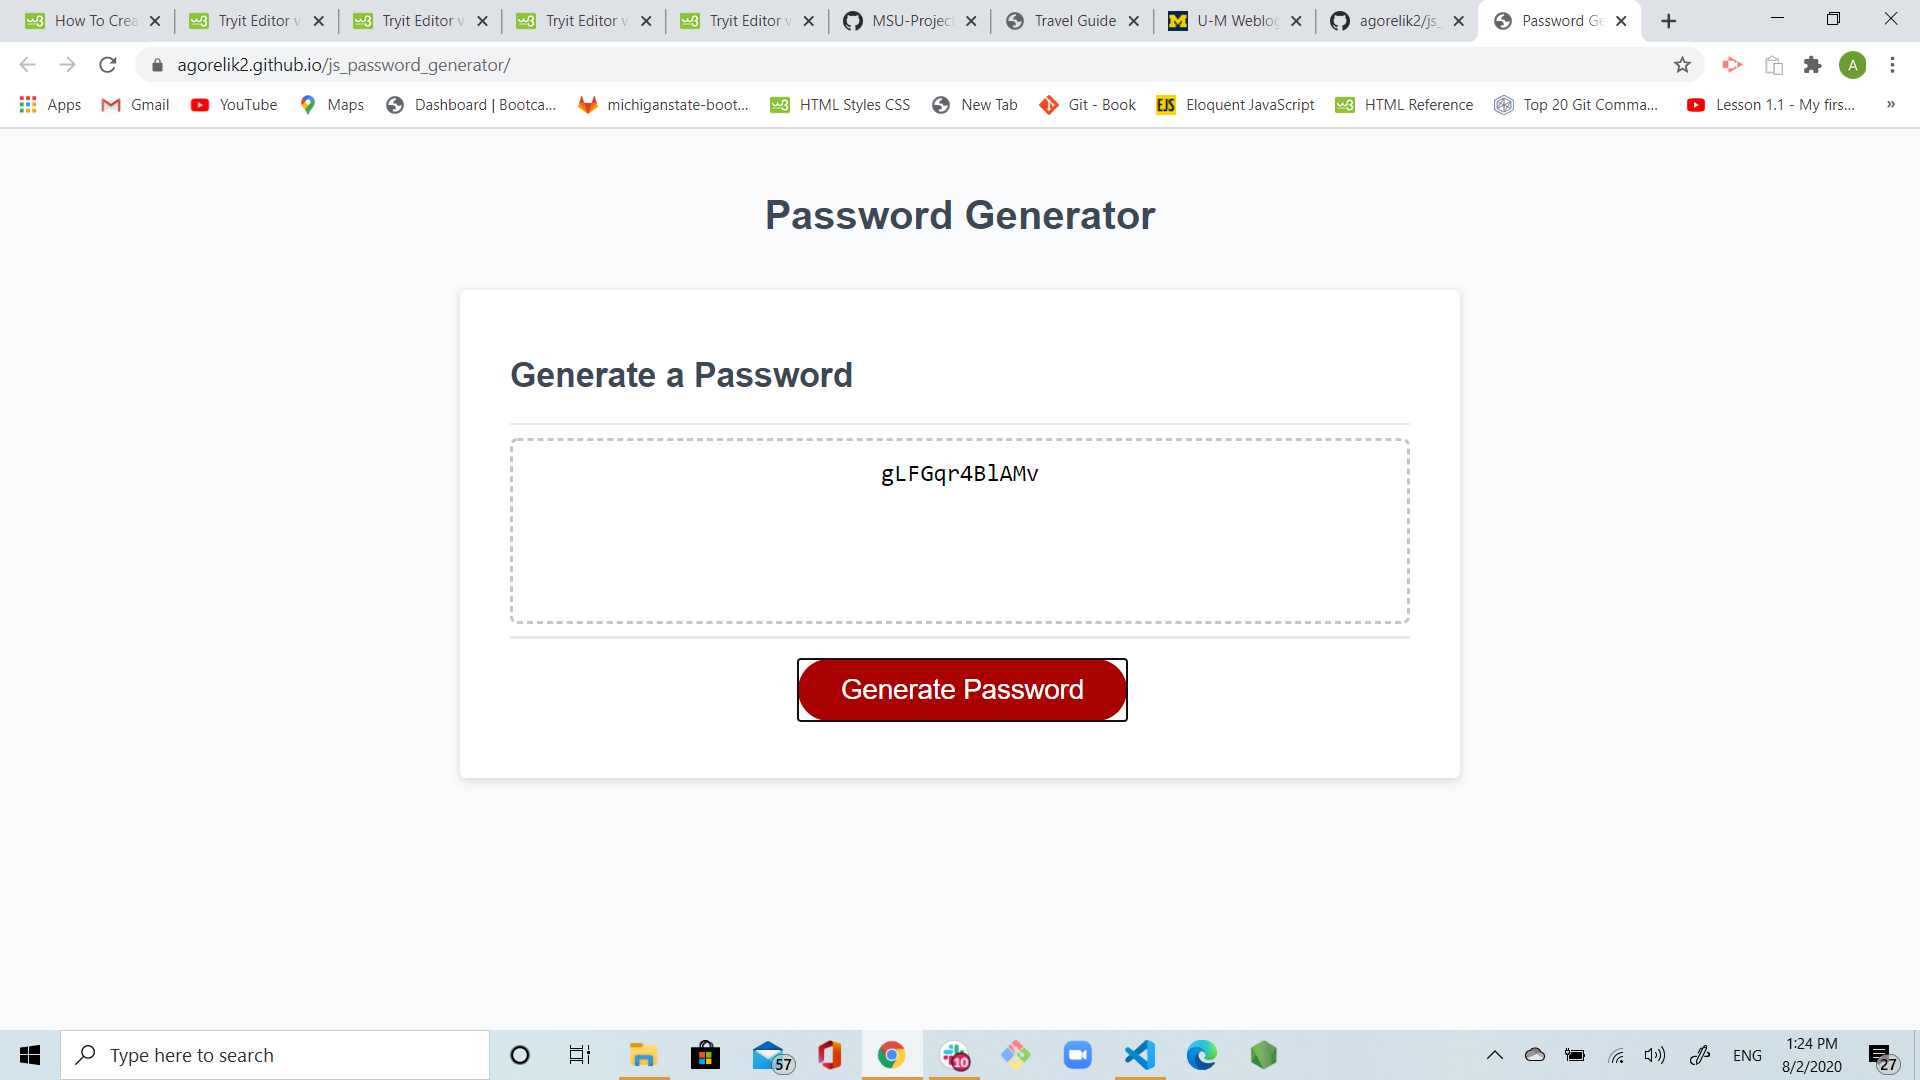 How To Crea
Tryit Editor v
Tryit Editor v
Tryit Editor v
Tryit Editor v
MSU-Project
Travel Guide
U-M Weblog
agorelik2/js_
Password Ge
agorelik2.github.io/js_password_generator/
A
Apps
Gmail
YouTube
Maps
Dashboard | Bootca...
michiganstate-boot...
HTML Styles CSS
New Tab
Git - Book
EJS
Eloquent JavaScript
HTML Reference
Top 20 Git Comma...
Lesson 1.1 - My firs...
»
Password Generator
Generate a Password
gLFGqr4BlAMv
Generate Password
Type here to search
57
10
ENG
1:24 PM
8/2/2020
27